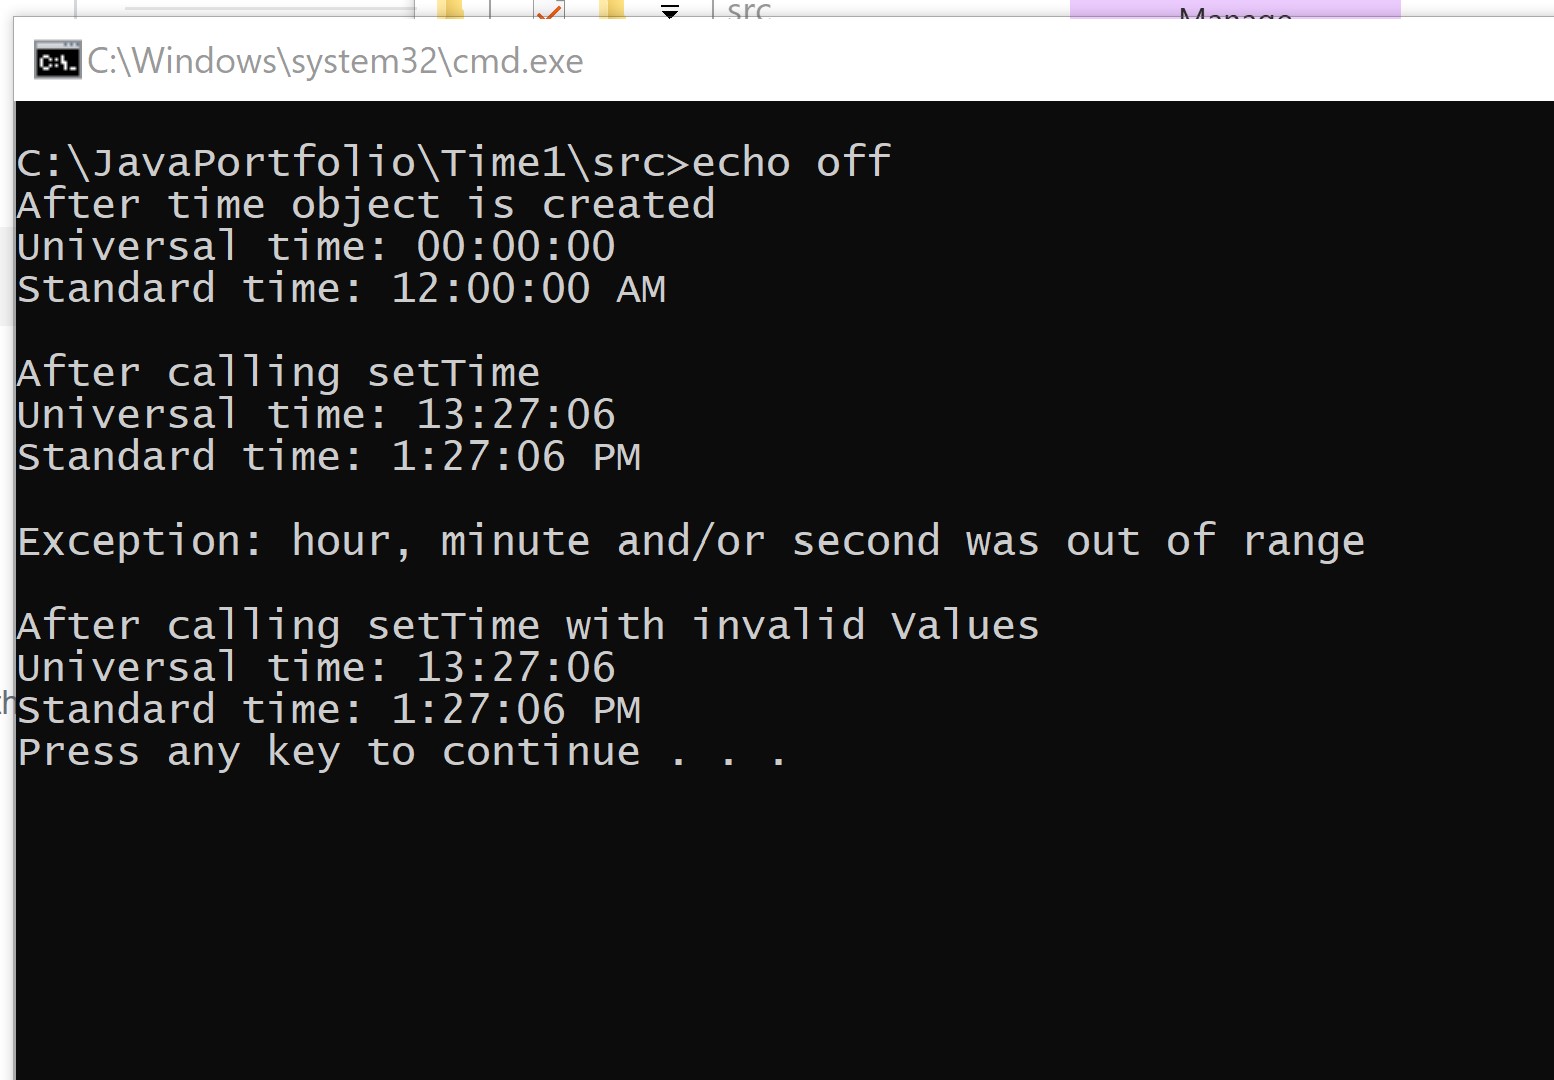 src
Manage
C:\Windows\system32\cmd.exe
C:\JavaPortfolio\Time1\src>echo off
After time object is created
Universal time: 00:00:00
Standard time: 12:00:00 AM
After calling setTime
Universal time: 13:27:06
Standard time: 1:27:06 PM
Exception: hour, minute and/or second was out of range
After calling setTime with invalid Values
Universal time: 13:27:06
Standard time: 1:27:06 PM
Press any key to continue . . .